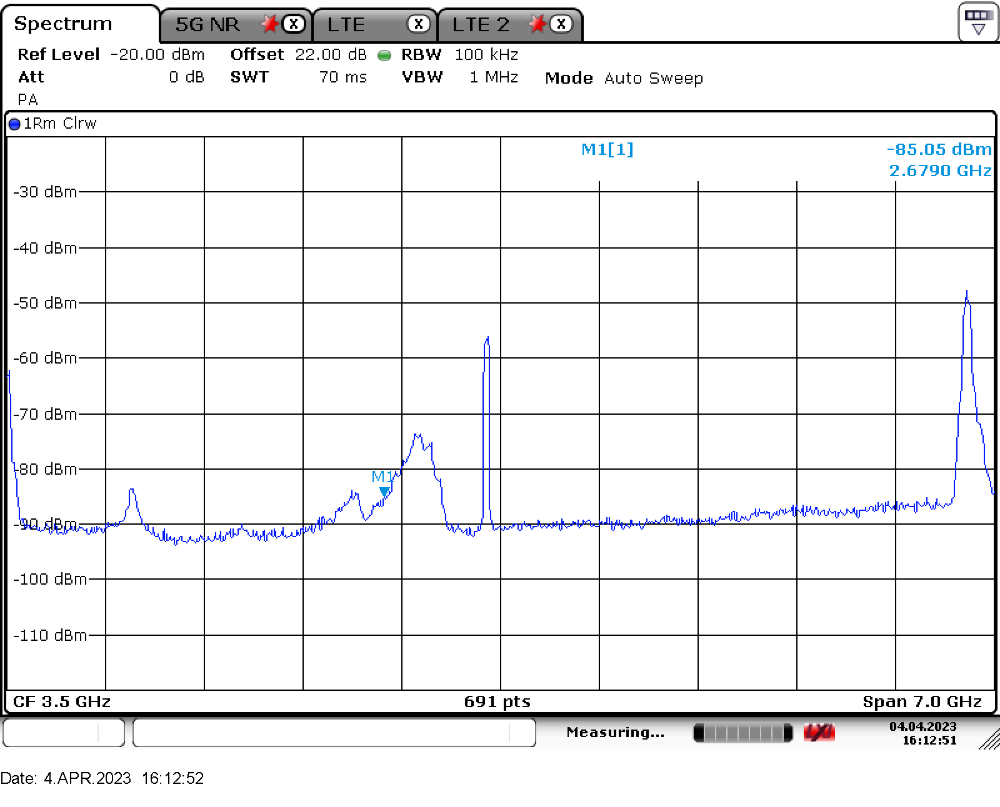 Spectrum 5G NR X LTE X LTE 2 X
Ref Level -20.00 dBm Offset 22.00 dB RBW 100 kHz
Att 0 dB SWT 70 ms VBW 1 MHz Mode Auto Sweep
PA
1Rm Clrw
M1[1] -85.05 dBm
2.6790 GHz
-30 dBm
-40 dBm
-50 dBm
-60 dBm
-70 dBm
-80 dBm
M1
-90 dBm
-100 dBm
-110 dBm
CF 3.5 GHz 691 pts Span 7.0 GHz
Measuring... LXI 04.04.2023
16:12:51
Date: 4.APR.2023 16:12:52